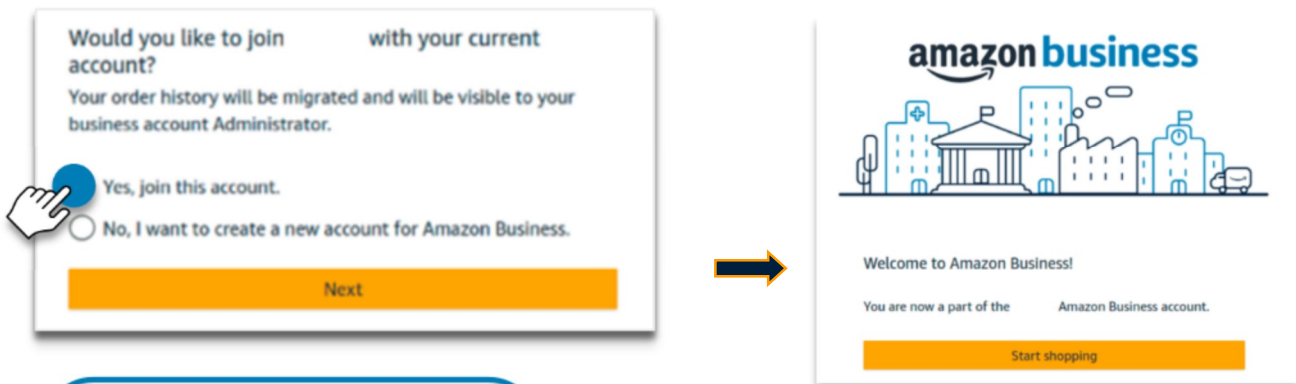 Would you like to join with your current
account?
Your order history will be migrated and will be visible to your
business account Administrator.
Yes, join this account.
No, I want to create a new account for Amazon Business.
Next
amazon business
Welcome to Amazon Business!
You are now a part of the Amazon Business account.
Start shopping